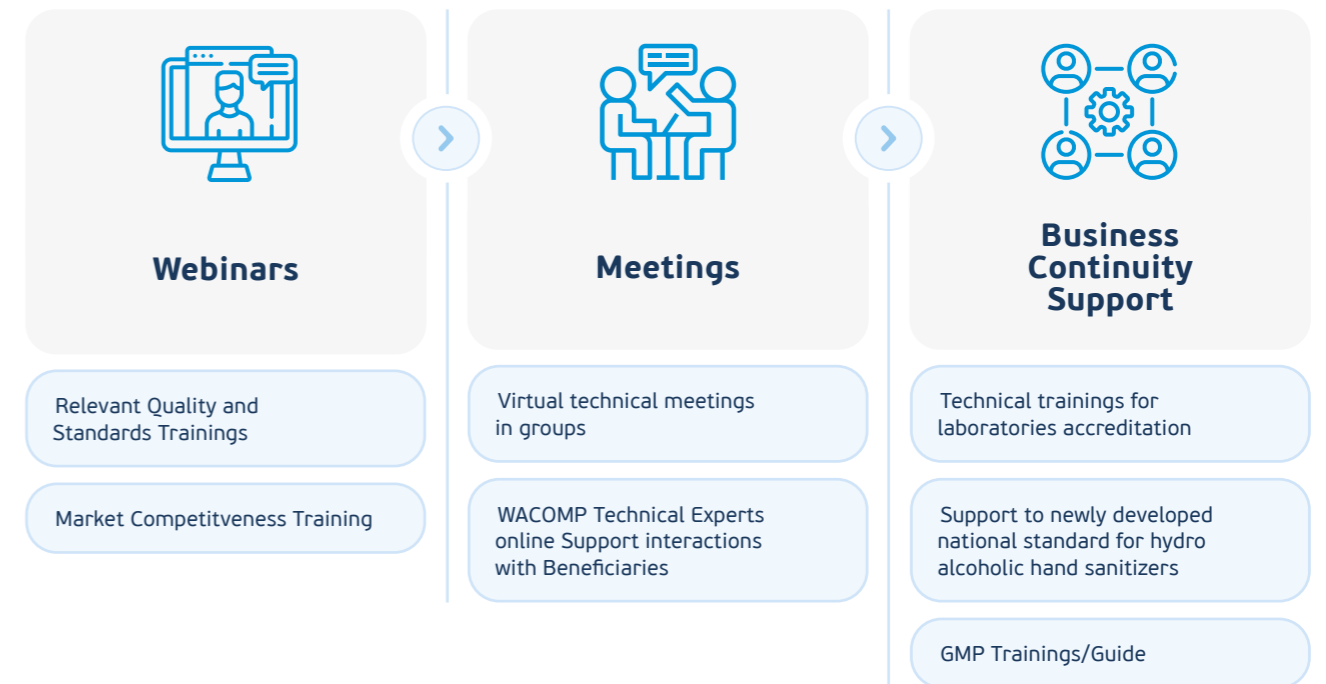 Webinars
Relevant Quality and
Standards Trainings
Market Competitveness Training
Meetings
Virtual technical meetings
in groups
WACOMP Technical Experts
online Support interactions
with Beneficiaries
Business
Continuity
Support
Technical trainings for
laboratories accreditation
Support to newly developed
national standard for hydro
alcoholic hand sanitizers
GMP Trainings/Guide